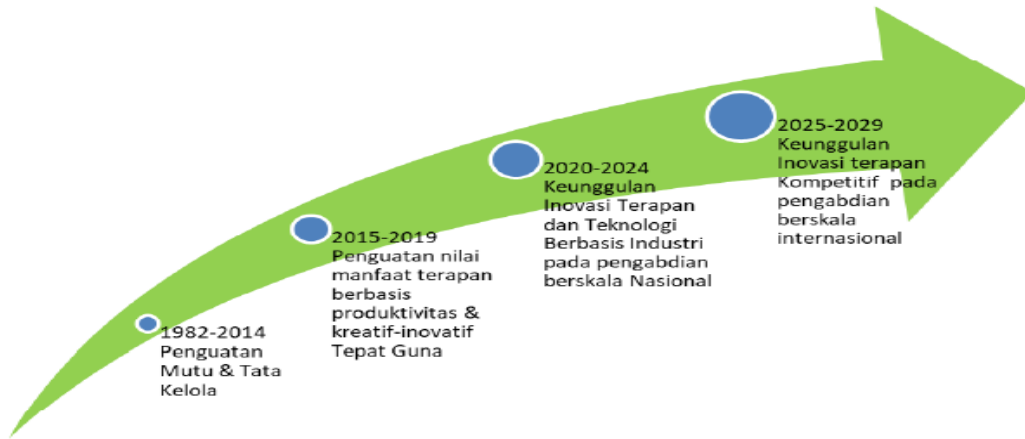 1982-2014
Penguatan
Mutu & Tata
Kelola
2015-2019
Penguatan nilai
manfaat terapan
berbasis
produktivitas &
kreatif-inovatif
Tepat Guna
2020-2024
Keunggulan
Inovasi Terapan
dan Teknologi
Berbasis Industri
pada pengabdian
berskala Nasional
2025-2029
Keunggulan
Inovasi terapan
Kompetitif pada
pengabdian
berskala
internasional